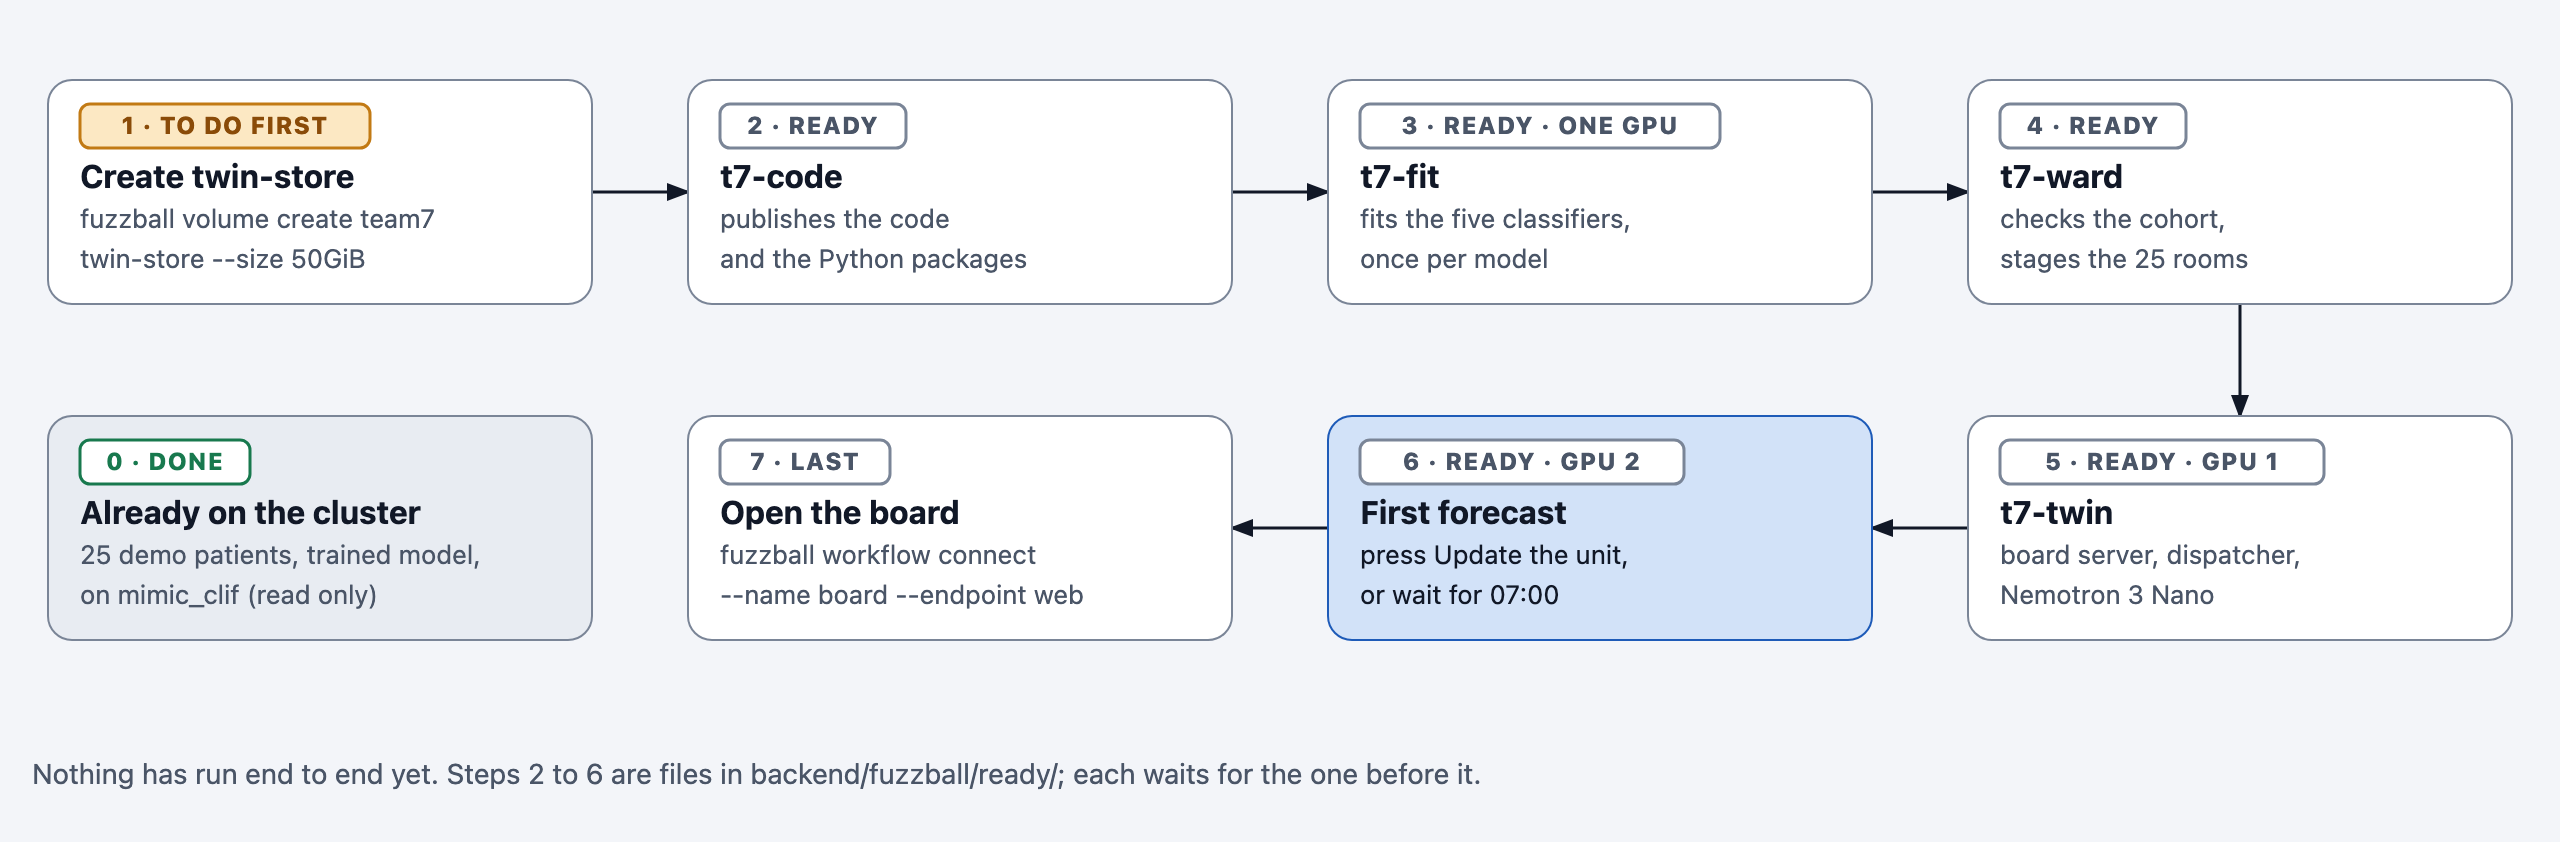 1 · TO DO FIRST
Create twin-store
fuzzball volume create team7
twin-store --size 50GiB
2 · READY
t7-code
publishes the code
and the Python packages
3 · READY · ONE GPU
t7-fit
fits the five classifiers,
once per model
4 · READY
t7-ward
checks the cohort,
stages the 25 rooms
0 · DONE
Already on the cluster
25 demo patients, trained model,
on mimic_clif (read only)
7 · LAST
Open the board
fuzzball workflow connect
--name board --endpoint web
6 · READY · GPU 2
First forecast
press Update the unit,
or wait for 07:00
5 · READY · GPU 1
t7-twin
board server, dispatcher,
Nemotron 3 Nano
Nothing has run end to end yet. Steps 2 to 6 are files in backend/fuzzball/ready/; each waits for the one before it.